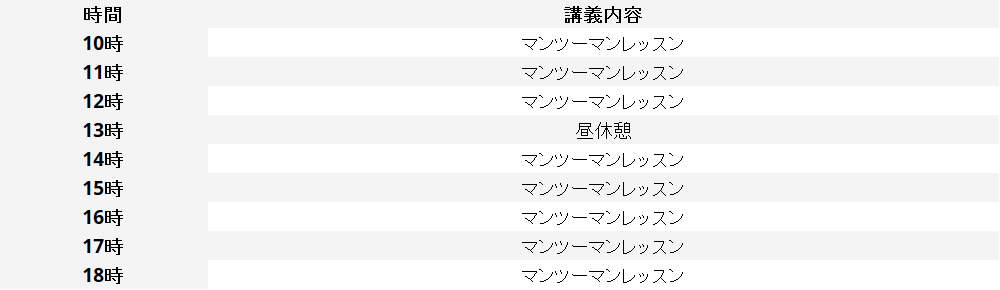 時間 講義内容
10時 マンツーマンレッスン
11時 マンツーマンレッスン
12時 マンツーマンレッスン
13時 昼休憩
14時 マンツーマンレッスン
15時 マンツーマンレッスン
16時 マンツーマンレッスン
17時 マンツーマンレッスン
18時 マンツーマンレッスン